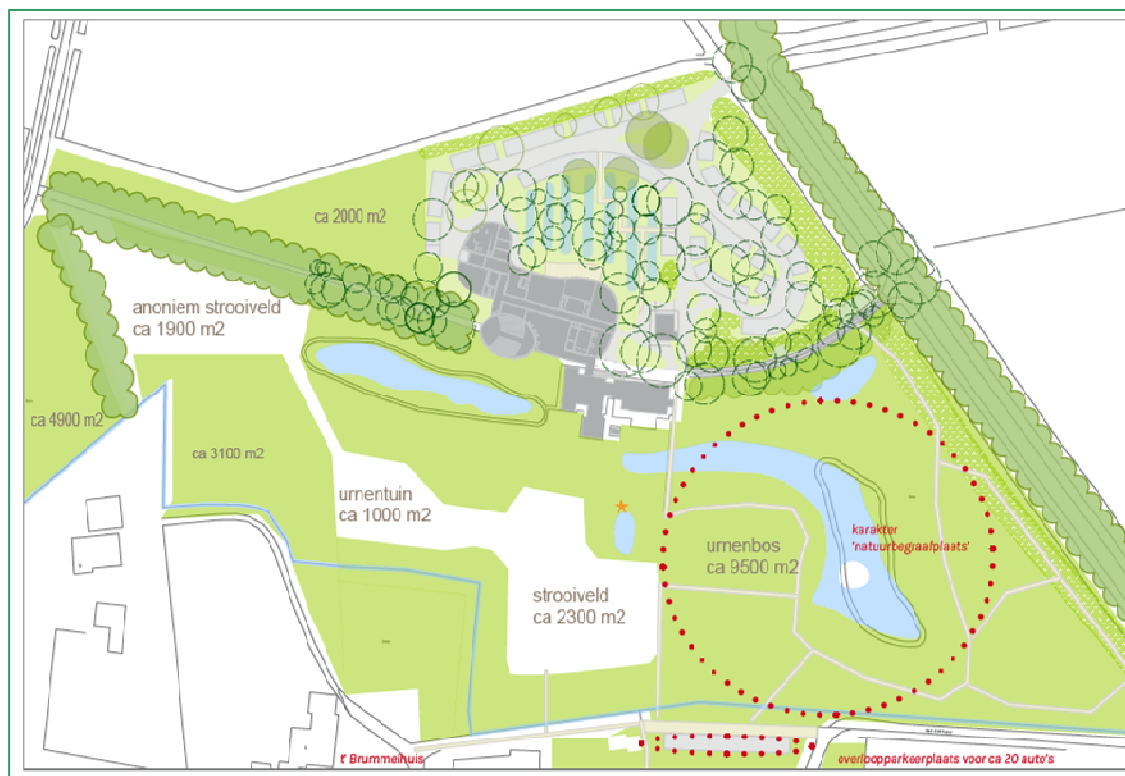 ca 2000 m2
anoniem strooiveld
ca 1900 m2
ca 4900 m2
ca 3100 m2
urnentuin
ca 1000 m2
karakter
'natuurbegraafplaats'
urnenbos
ca 9500 m2
strooiveld
ca 2300 m2
't Brummelhuis
overloopparkeerplaats voor ca 20 auto's